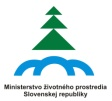 Ministerstvo životného prostredia
Slovenskej republiky